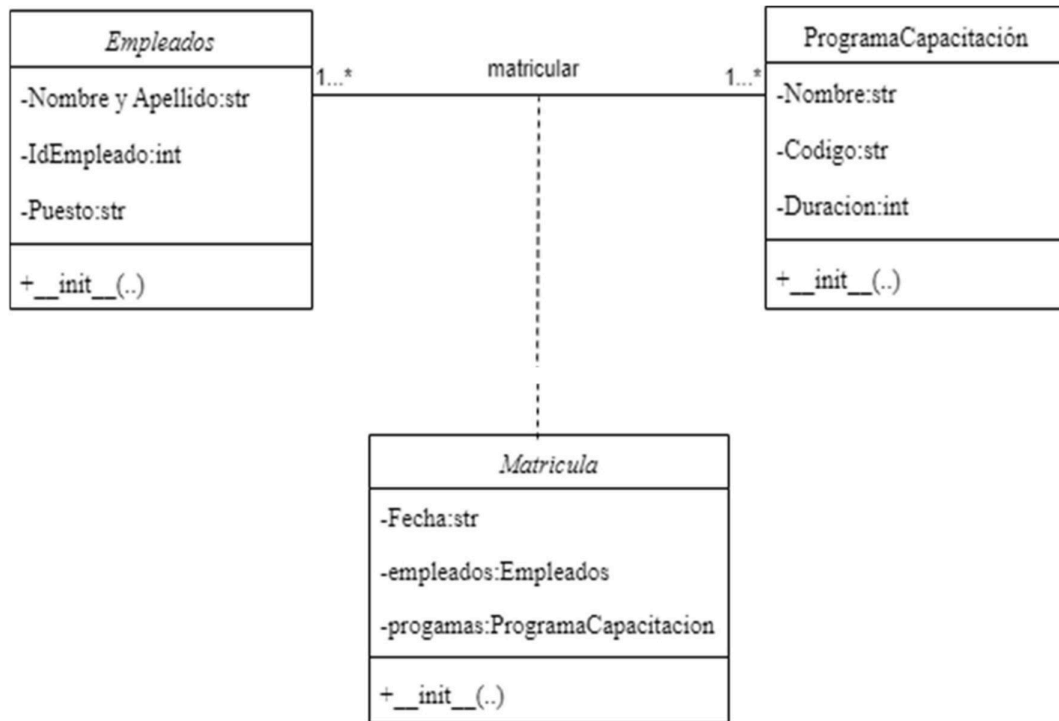 Empleados
-Nombre y Apellido:str
-IdEmpleado:int
-Puesto:str
+__init__(..)
1...*
matricular
1...*
ProgramaCapacitación
-Nombre:str
-Codigo:str
-Duracion:int
+__init__(..)
Matricula
-Fecha:str
-empleados:Empleados
-progamas:ProgramaCapacitacion
+__init__(..)